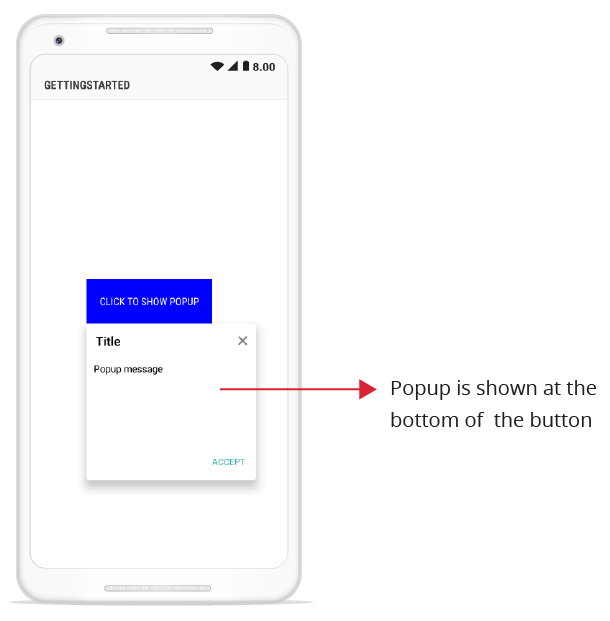 8.00
GETTINGSTARTED
CLICK TO SHOW POPUP
Title
Popup message
Popup is shown at the
bottom of  the button
ACCEPT